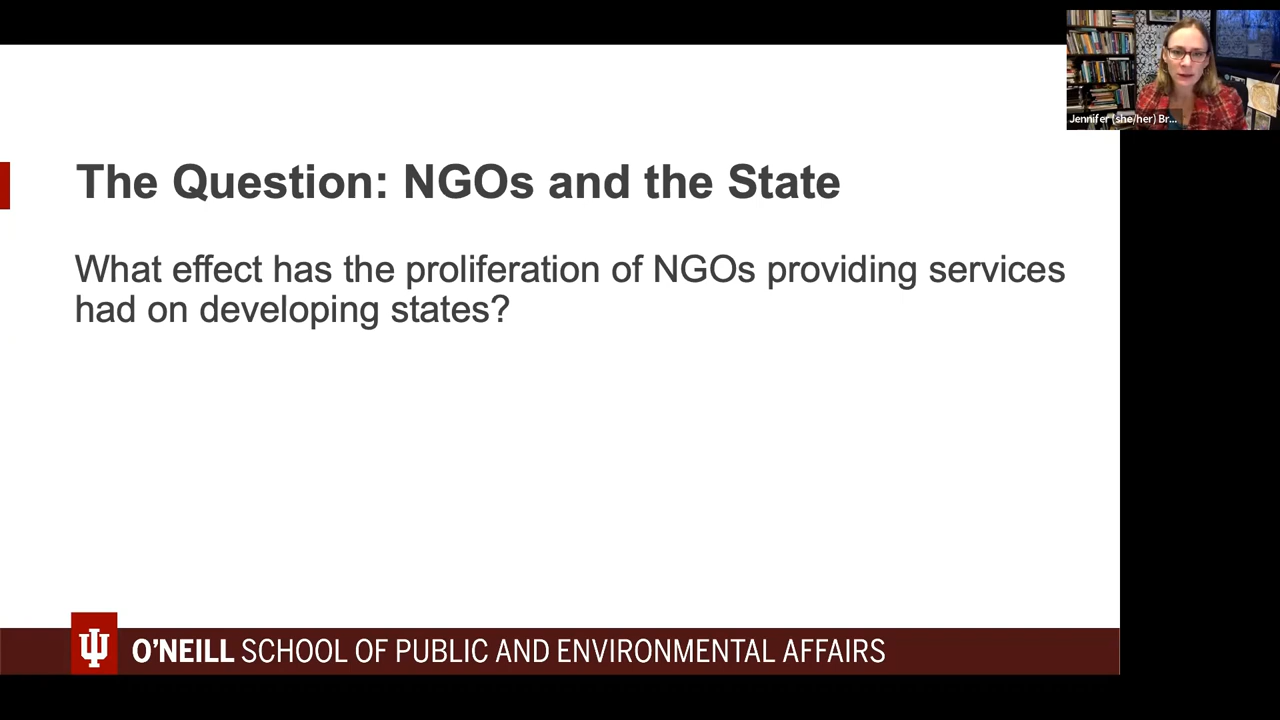 Jennifer (she/her) Br...
The Question: NGOs and the State
What effect has the proliferation of NGOs providing services
had on developing states?
O'NEILL SCHOOL OF PUBLIC AND ENVIRONMENTAL AFFAIRS